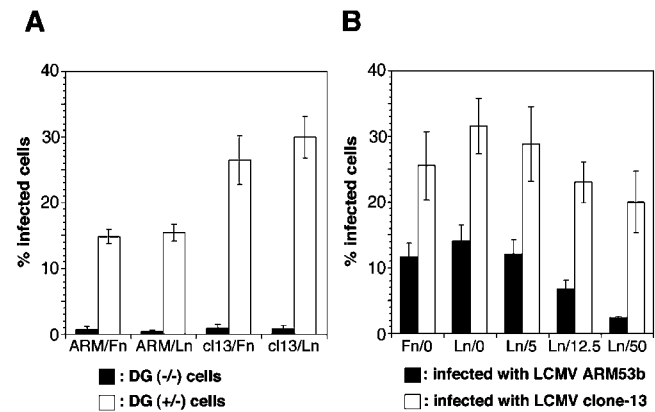 A
B
% infected cells
40
30
20
10
0
ARM/Fn ARM/Ln cl13/Fn cl13/Ln
■: DG (-/-) cells
□: DG (+/-) cells
% infected cells
40
30
20
10
0
Fn/0 Ln/0 Ln/5 Ln/12.5 Ln/50
■: infected with LCMV ARM53b
□: infected with LCMV clone-13